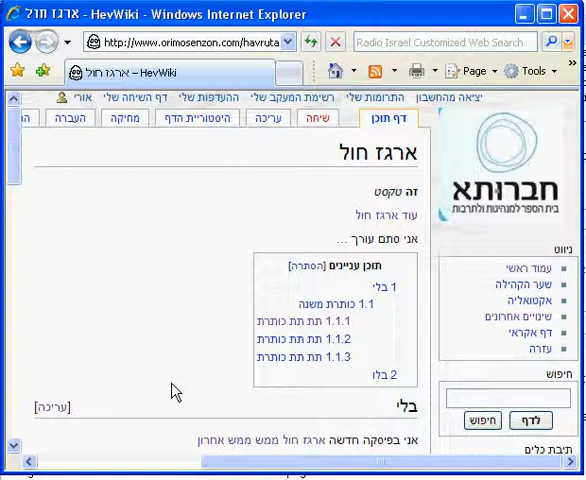 ארגז חול - HevWiki - Windows Internet Explorer
http://www.orimosenzon.com/havruta
Radio Israel Customized Web Search
ארגז חול – HevWiki
Page
Tools
אורי דף השיחה שלי ההעדפות שלי רשימת המעקב שלי התרומות שלי יציאה מהחשבון
דף תוכן שיחה עריכה היסטוריית הדף מחיקה העברה
ארגז חול
זה טקסט
עוד ארגז חול
אני סתם עורך ...
תוכן עניינים [הסתרה]
1 בלי
1.1 כותרת משנה
1.1.1 תת תת כותרת
1.1.2 תת תת כותרת
1.1.3 תת תת כותרת
2 בלו
בלי
[עריכה]
אני בפיסקה חדשה ארגז חול ממש ממש אחרון
חברותא
בית הספר למנהיגות ולתרבות
ניווט
עמוד ראשי
שער הקהילה
אקטואליה
שינויים אחרונים
דף אקראי
עזרה
חיפוש
לדף
חיפוש
תיבת כלים